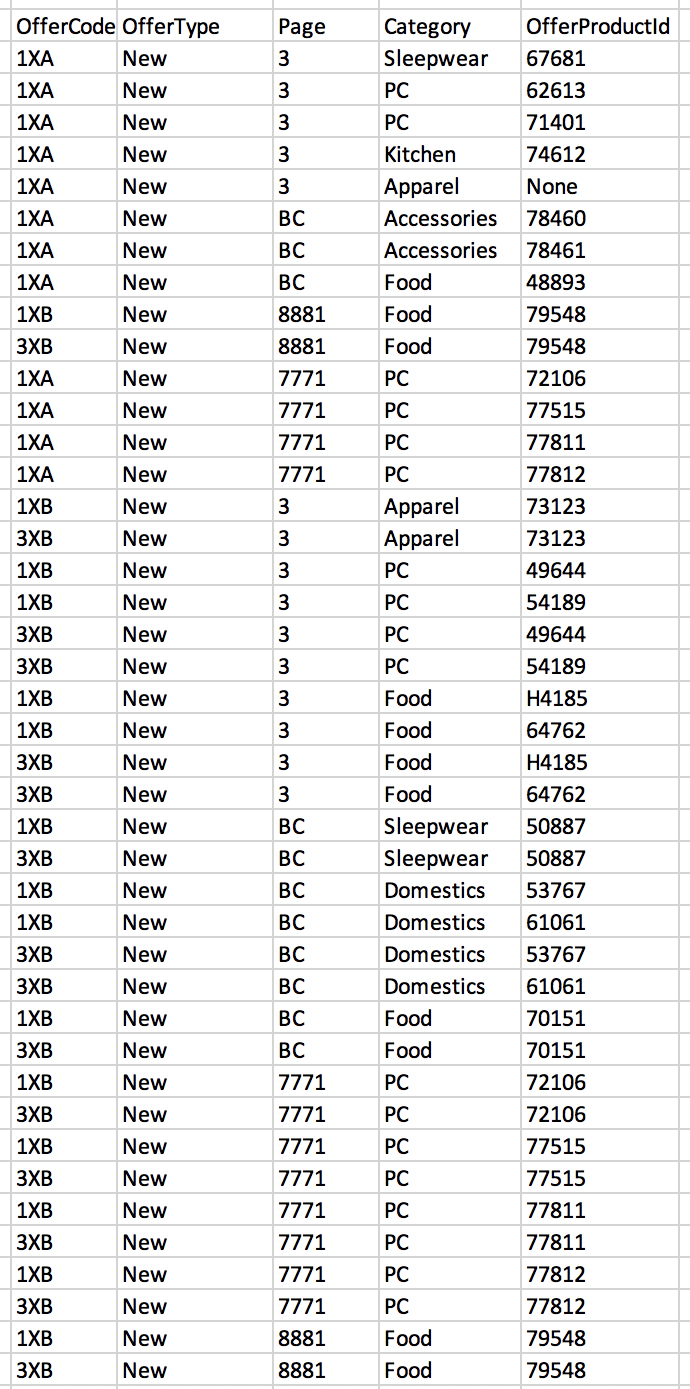 OfferCode OfferType Page Category OfferProductId
1XA New 3 Sleepwear 67681
1XA New 3 PC 62613
1XA New 3 PC 71401
1XA New 3 Kitchen 74612
1XA New 3 Apparel None
1XA New BC Accessories 78460
1XA New BC Accessories 78461
1XA New BC Food 48893
1XB New 8881 Food 79548
3XB New 8881 Food 79548
1XA New 7771 PC 72106
1XA New 7771 PC 77515
1XA New 7771 PC 77811
1XA New 7771 PC 77812
1XB New 3 Apparel 73123
3XB New 3 Apparel 73123
1XB New 3 PC 49644
1XB New 3 PC 54189
3XB New 3 PC 49644
3XB New 3 PC 54189
1XB New 3 Food H4185
1XB New 3 Food 64762
3XB New 3 Food H4185
3XB New 3 Food 64762
1XB New BC Sleepwear 50887
3XB New BC Sleepwear 50887
1XB New BC Domestics 53767
1XB New BC Domestics 61061
3XB New BC Domestics 53767
3XB New BC Domestics 61061
1XB New BC Food 70151
3XB New BC Food 70151
1XB New 7771 PC 72106
3XB New 7771 PC 72106
1XB New 7771 PC 77515
3XB New 7771 PC 77515
1XB New 7771 PC 77811
3XB New 7771 PC 77811
1XB New 7771 PC 77812
3XB New 7771 PC 77812
1XB New 8881 Food 79548
3XB New 8881 Food 79548